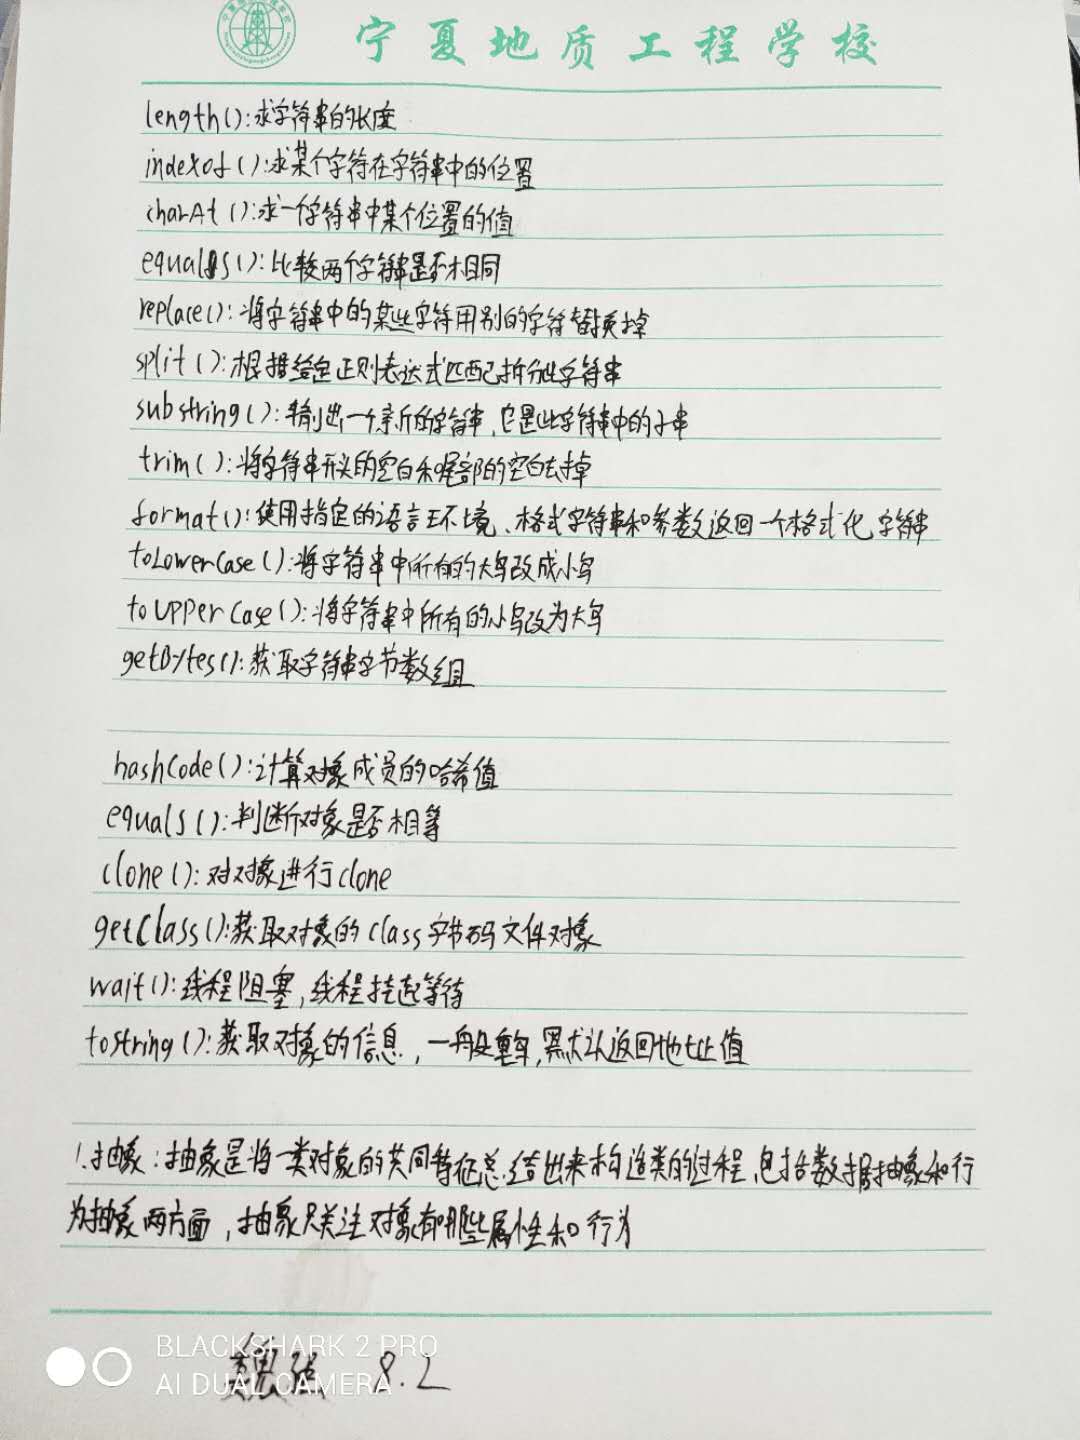 宁夏地质工程学校
length():求字符串的长度
indexof():求某个字符在字符串中的位置
charAt():求一个字符串中某个位置的值
equals():比较两个字符串是否相同
replace():将字符串中的某些字符用别的字符替换掉
split():根据给定正则表达式匹配拆分此字符串
substring():截出一个新的字符串,它是此字符串中的子串
trim():将字符串开头的空白和尾部的空白去掉
format():使用指定的语言环境、格式字符串和参数返回一个格式化字符串
toLowerCase():将字符串中所有的大写改成小写
toUpperCase():将字符串中所有的小写改为大写
getBytes():获取字符串字节数组
hashCode():计算对象成员的哈希值
equals():判断对象是否相等
clone():对对象进行clone
getClass():获取对象的class字节码文件对象
wait():线程阻塞,线程挂起等待
toString():获取对象的信息,一般重写,默认返回地址值
1.抽象:抽象是将一类对象的共同特征总结出来构造类的过程,包括数据抽象和行
为抽象两方面,抽象只关注对象有哪些属性和行为
BLACKSHARK 2 PRO
AI DUAL CAMERA
8.2